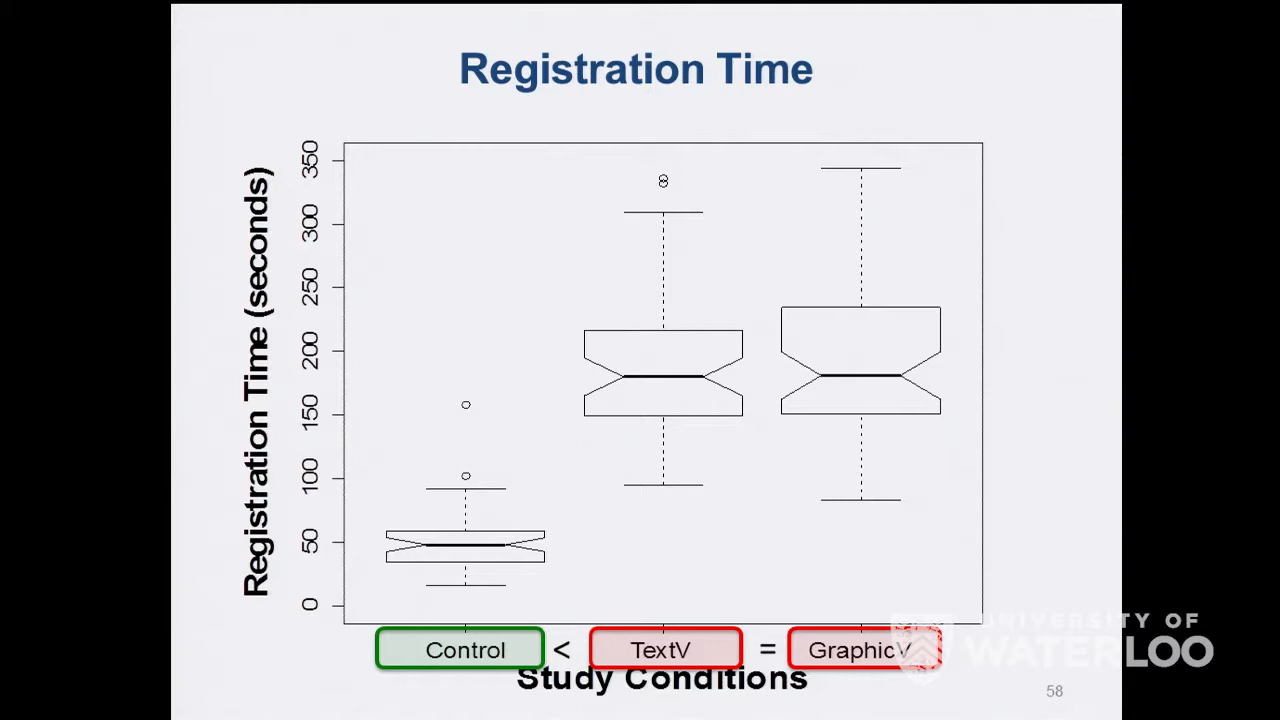 Registration Time
Registration Time (seconds)
350
300
250
200
150
100
50
0
Control < TextV = GraphicV
Study Conditions
UNIVERSITY OF
WATERLOO
58